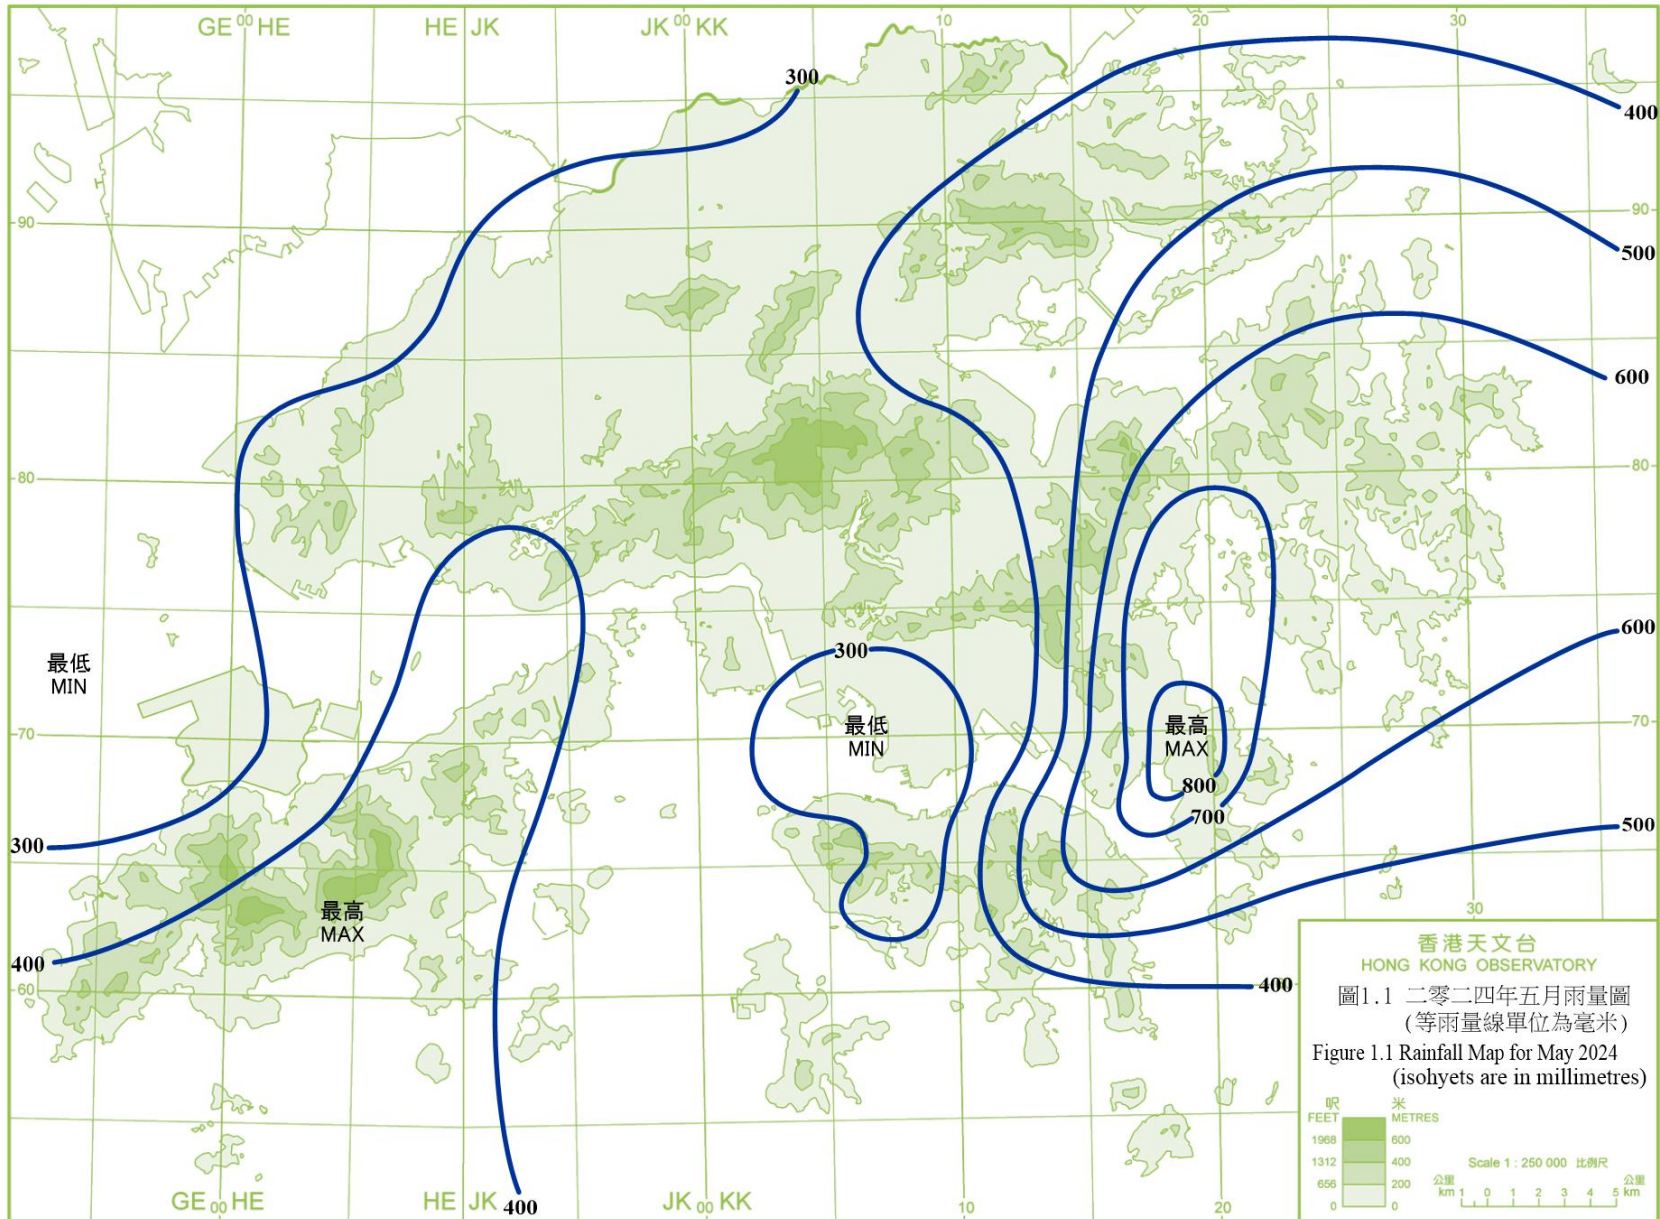 GE 00 HE
HE JK
JK 00 KK
10
20
30
300
400
90
90
500
600
80
80
600
最低
MIN
300
最低
MIN
最高
MAX
70
70
800
700
500
300
最高
MAX
400
60
400
30
香港天文台
HONG KONG OBSERVATORY
圖1.1 二零二四年五月雨量圖
(等雨量線單位為毫米)
Figure 1.1 Rainfall Map for May 2024
(isohyets are in millimetres)
呎 米
FEET METRES
1968 600
1312 400
656 200
0 0
Scale 1 : 250 000 比例尺
公里 公里
km 1 0 1 2 3 4 5 km
GE 00 HE
HE JK
JK 00 KK
10
20
400